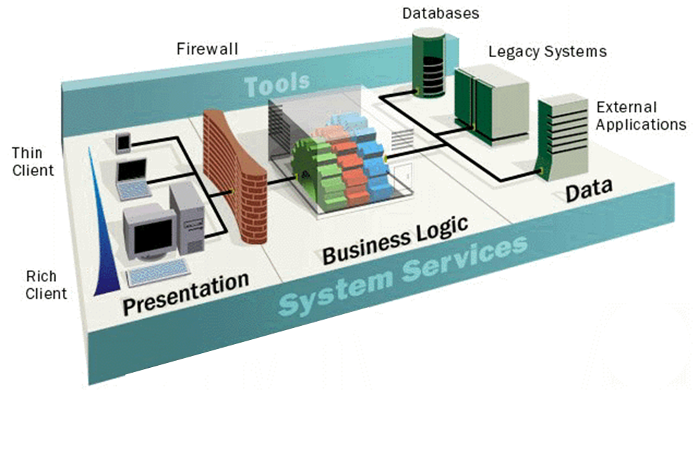 Databases
Firewall
Legacy Systems
Tools
External
Applications
Thin
Client
Data
Business Logic
Rich
Client
Presentation
System Services